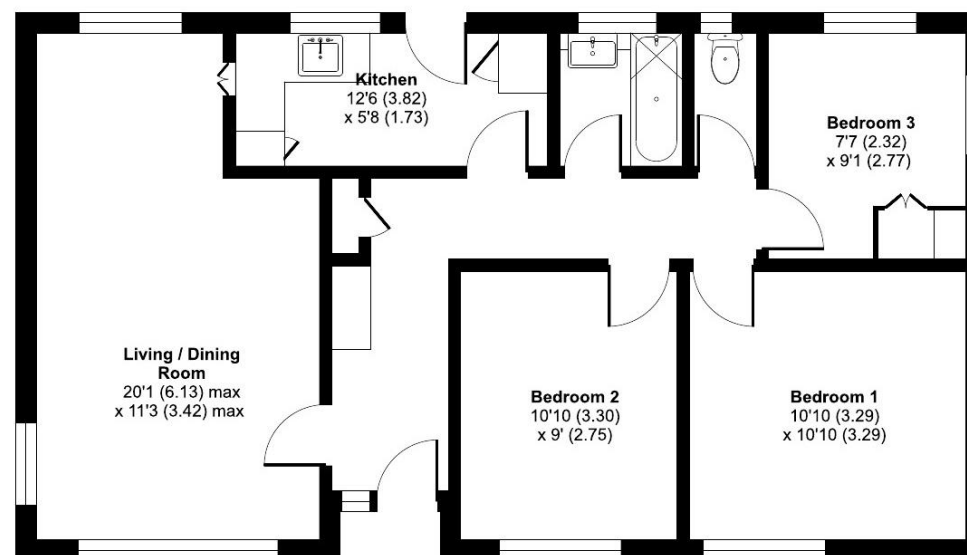 Kitchen
12'6 (3.82)
x 5'8 (1.73)
Bedroom 3
7'7 (2.32)
x 9'1 (2.77)
Living / Dining
Room
20'1 (6.13) max
x 11'3 (3.42) max
Bedroom 2
10'10 (3.30)
x 9' (2.75)
Bedroom 1
10'10 (3.29)
x 10'10 (3.29)